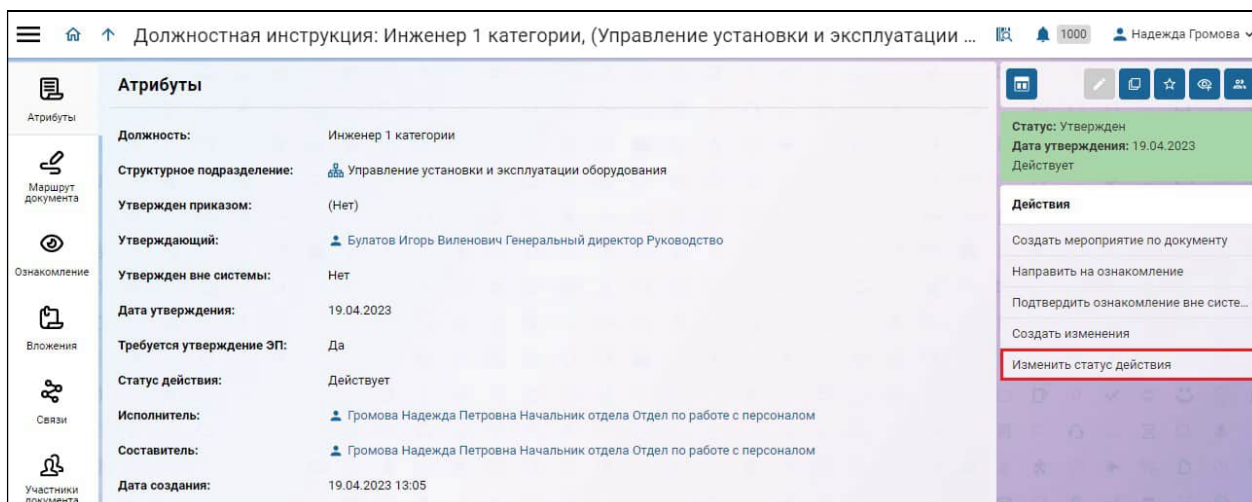 Должностная инструкция: Инженер 1 категории, (Управление установки и эксплуатации ...
1000
Надежда Громова
Атрибуты
Маршрут
документа
Ознакомление
Вложения
Связи
Участники
документа
Атрибуты
Должность: Инженер 1 категории
Структурное подразделение: Управление установки и эксплуатации оборудования
Утвержден приказом: (Нет)
Утверждающий: Булатов Игорь Виленович Генеральный директор Руководство
Утвержден вне системы: Нет
Дата утверждения: 19.04.2023
Требуется утверждение ЭП: Да
Статус действия: Действует
Исполнитель: Громова Надежда Петровна Начальник отдела Отдел по работе с персоналом
Составитель: Громова Надежда Петровна Начальник отдела Отдел по работе с персоналом
Дата создания: 19.04.2023 13:05
Статус: Утвержден
Дата утверждения: 19.04.2023
Действует
Действия
Создать мероприятие по документу
Направить на ознакомление
Подтвердить ознакомление вне систе...
Создать изменения
Изменить статус действия